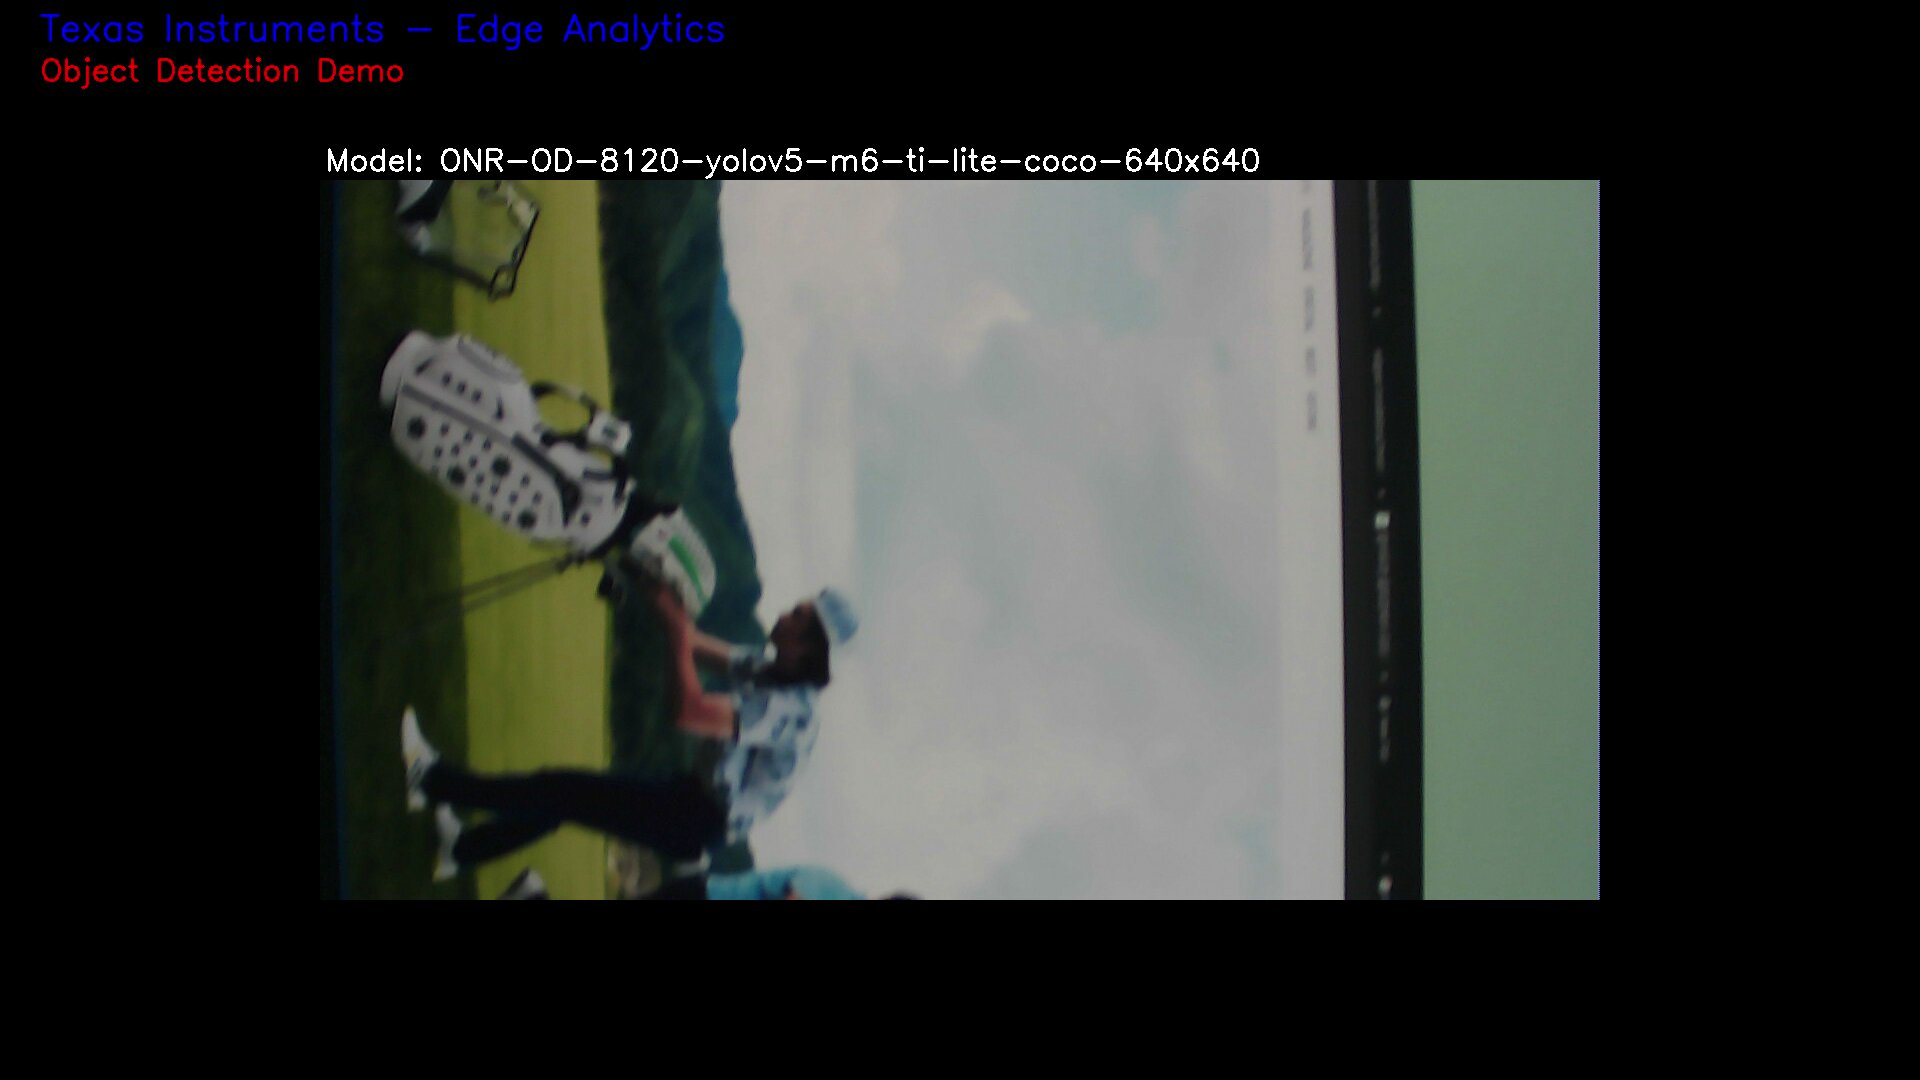 Texas Instruments - Edge Analytics
Object Detection Demo
Model: ONR-OD-8120-yolov5-m6-ti-lite-coco-640x640